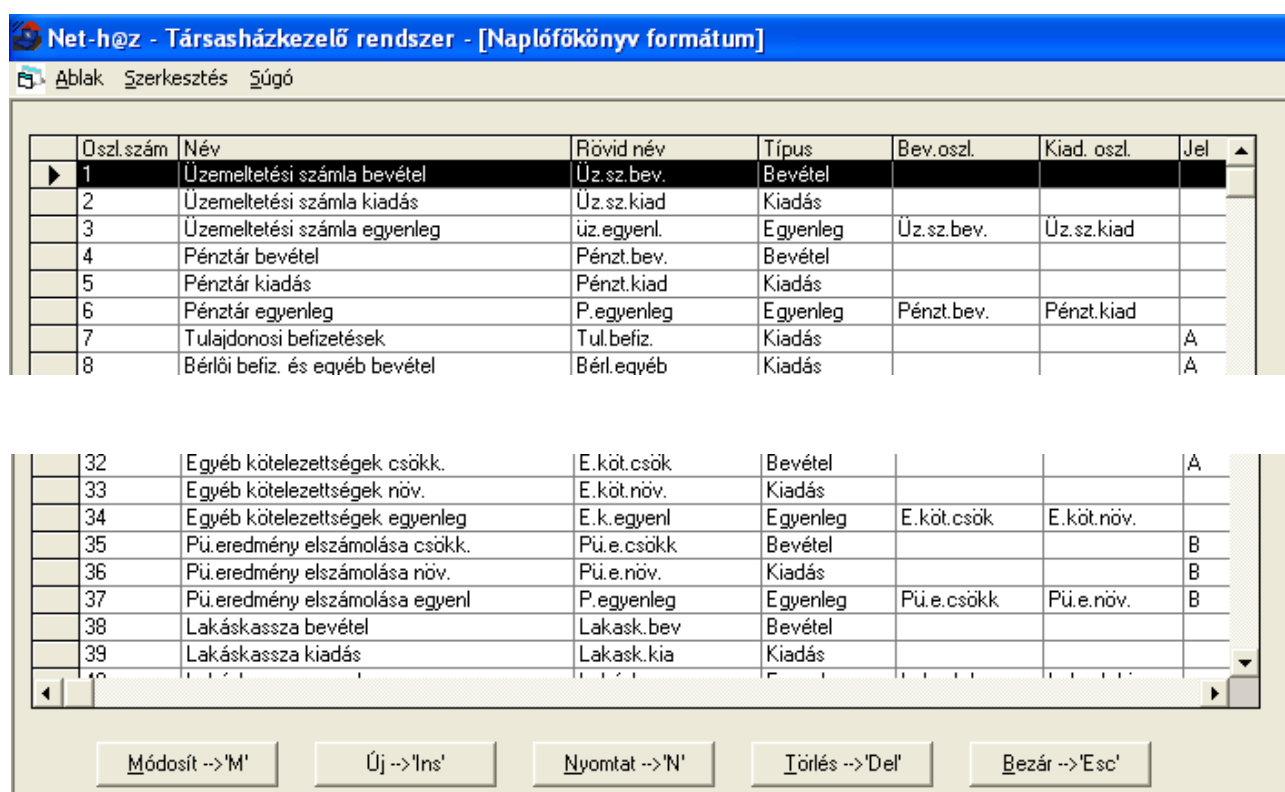 Net-h@z - Társasházkezelő rendszer - [Naplófőkönyv formátum]
Ablak Szerkesztés Súgó
Oszl.szám Név Rövid név Típus Bev.oszl. Kiad. oszl. Jel
1 Üzemeltetési számla bevétel Üz.sz.bev. Bevétel
2 Üzemeltetési számla kiadás Üz.sz.kiad Kiadás
3 Üzemeltetési számla egyenleg üz.egyenl. Egyenleg Üz.sz.bev. Üz.sz.kiad
4 Pénztár bevétel Pénzt.bev. Bevétel
5 Pénztár kiadás Pénzt.kiad Kiadás
6 Pénztár egyenleg P.egyenleg Egyenleg Pénzt.bev. Pénzt.kiad
7 Tulajdonosi befizetések Tul.befiz. Kiadás A
8 Bérlôi befiz. és egyéb bevétel Bérl.egyéb Kiadás A
32 Egyéb kötelezettségek csökk. E.köt.csök Bevétel A
33 Egyéb kötelezettségek növ. E.köt.növ. Kiadás
34 Egyéb kötelezettségek egyenleg E.k.egyenl Egyenleg E.köt.csök E.köt.növ.
35 Pü.eredmény elszámolása csökk. Pü.e.csökk Bevétel B
36 Pü.eredmény elszámolása növ. Pü.e.növ. Kiadás B
37 Pü.eredmény elszámolása egyenl P.egyenleg Egyenleg Pü.e.csökk Pü.e.növ. B
38 Lakáskassza bevétel Lakask.bev Bevétel
39 Lakáskassza kiadás Lakask.kia Kiadás
Módosít -->'M' Új -->'Ins' Nyomtat -->'N' Törlés -->'Del' Bezár -->'Esc'